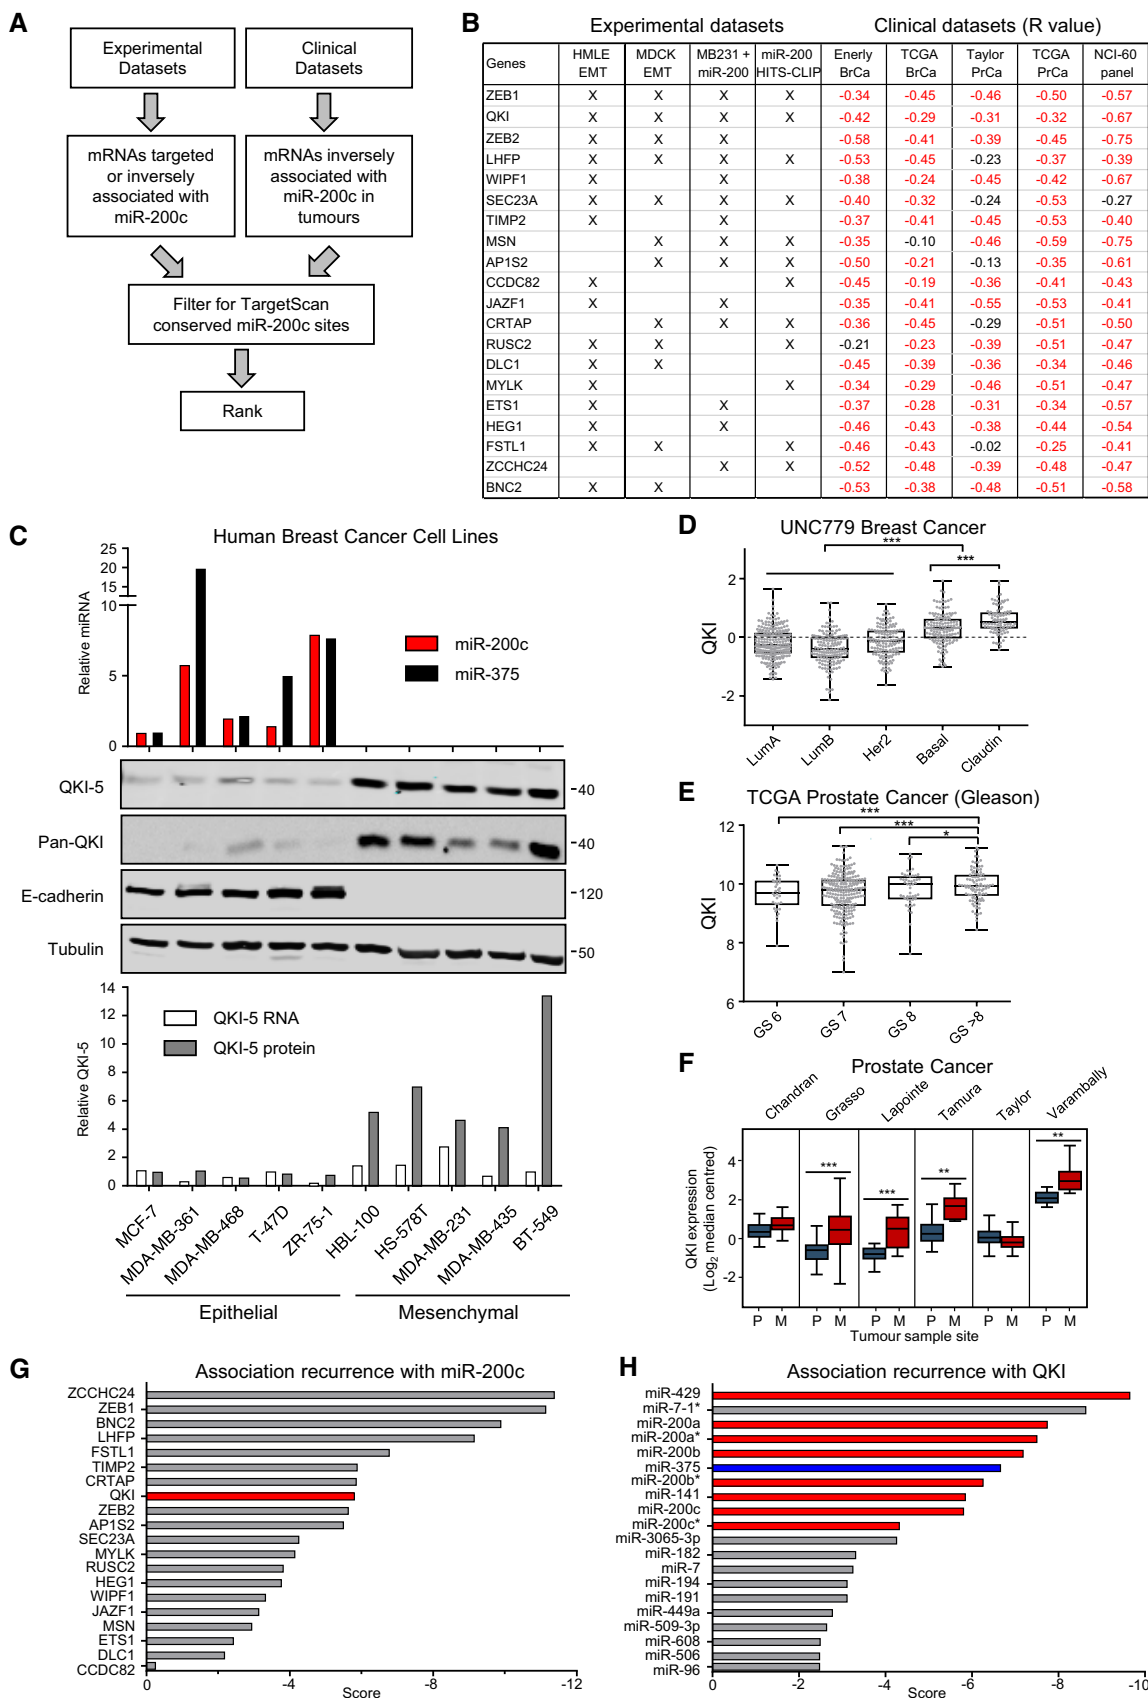 A
Experimental
Datasets
Clinical
Datasets
mRNAs targeted
or inversely
associated with
miR-200c
mRNAs inversely
associated with
miR-200c in
tumours
Filter for TargetScan
conserved miR-200c sites
Rank
B
Experimental datasets Clinical datasets (R value)
Genes HMLE EMT MDCK EMT MB231 + miR-200 miR-200 HITS-CLIP Enerly BrCa TCGA BrCa Taylor PrCa TCGA PrCa NCI-60 panel
ZEB1 X X X X -0.34 -0.45 -0.46 -0.50 -0.57
QKI X X X X -0.42 -0.29 -0.31 -0.32 -0.67
ZEB2 X X X -0.58 -0.41 -0.39 -0.45 -0.75
LHFP X X X X -0.53 -0.45 -0.23 -0.37 -0.39
WIPF1 X X -0.38 -0.24 -0.45 -0.42 -0.67
SEC23A X X X X -0.40 -0.32 -0.24 -0.53 -0.27
TIMP2 X X -0.37 -0.41 -0.45 -0.53 -0.40
MSN X X X -0.35 -0.10 -0.46 -0.59 -0.75
AP1S2 X X X -0.50 -0.21 -0.13 -0.35 -0.61
CCDC82 X X -0.45 -0.19 -0.36 -0.41 -0.43
JAZF1 X X -0.35 -0.41 -0.55 -0.53 -0.41
CRTAP X X X -0.36 -0.45 -0.29 -0.51 -0.50
RUSC2 X X X -0.21 -0.23 -0.39 -0.51 -0.47
DLC1 X X -0.45 -0.39 -0.36 -0.34 -0.46
MYLK X X -0.34 -0.29 -0.46 -0.51 -0.47
ETS1 X X -0.37 -0.28 -0.31 -0.34 -0.57
HEG1 X X -0.46 -0.43 -0.38 -0.44 -0.54
FSTL1 X X X -0.46 -0.43 -0.02 -0.25 -0.41
ZCCHC24 X X -0.52 -0.48 -0.39 -0.48 -0.47
BNC2 X X -0.53 -0.38 -0.48 -0.51 -0.58
C
Human Breast Cancer Cell Lines
Relative miRNA
25
20
15
10
5
0
miR-200c
miR-375
QKI-5
-40
Pan-QKI
-40
E-cadherin
-120
Tubulin
-50
Relative QKI-5
14
12
10
8
6
4
2
0
QKI-5 RNA
QKI-5 protein
MCF-7
MDA-MB-361
MDA-MB-468
T-47D
ZR-75-1
HBL-100
HS-578T
MDA-MB-231
MDA-MB-435
BT-549
Epithelial
Mesenchymal
D
UNC779 Breast Cancer
***
***
QKI
2
0
-2
LumA
LumB
Her2
Basal
Claudin
E
TCGA Prostate Cancer (Gleason)
***
***
*
QKI
12
10
8
6
GS 6
GS 7
GS 8
GS >8
F
Prostate Cancer
Chandran
Grasso
Lapointe
Tamura
Taylor
Varambally
QKI expression
(Log2 median centred)
4
2
0
-2
***
***
**
**
P M P M P M P M P M P M
Tumour sample site
G
Association recurrence with miR-200c
ZCCHC24
ZEB1
BNC2
LHFP
FSTL1
TIMP2
CRTAP
QKI
ZEB2
AP1S2
SEC23A
MYLK
RUSC2
HEG1
WIPF1
JAZF1
MSN
ETS1
DLC1
CCDC82
0 -4 -8 -12
Score
H
Association recurrence with QKI
miR-429
miR-7-1*
miR-200a
miR-200a*
miR-200b
miR-375
miR-200b*
miR-141
miR-200c
miR-200c*
miR-3065-3p
miR-182
miR-7
miR-194
miR-191
miR-449a
miR-509-3p
miR-608
miR-506
miR-96
0 -2 -4 -6 -8 -10
Score